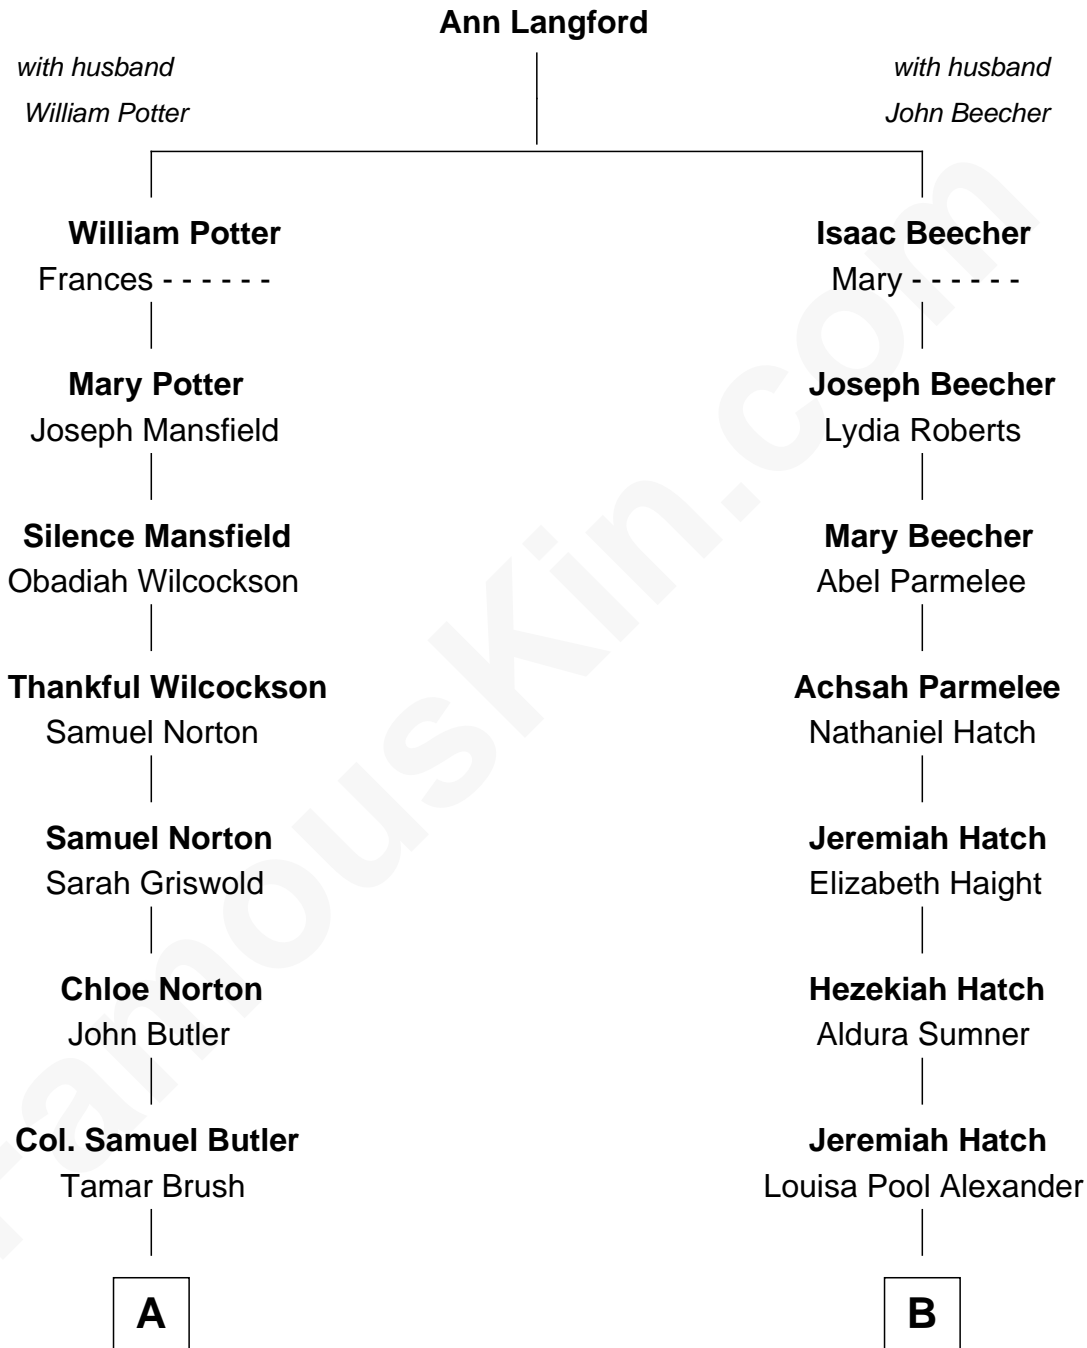 Ann Langford
with husband
William Potter
with husband
John Beecher
William Potter
Frances - - - - - -
Isaac Beecher
Mary - - - - - -
Mary Potter
Joseph Mansfield
Joseph Beecher
Lydia Roberts
Silence Mansfield
Obadiah Wilcockson
Mary Beecher
Abel Parmelee
Thankful Wilcockson
Samuel Norton
Achsah Parmelee
Nathaniel Hatch
Samuel Norton
Sarah Griswold
Jeremiah Hatch
Elizabeth Haight
Chloe Norton
John Butler
Hezekiah Hatch
Aldura Sumner
Col. Samuel Butler
Tamar Brush
Jeremiah Hatch
Louisa Pool Alexander
A
B
FamousKin.com